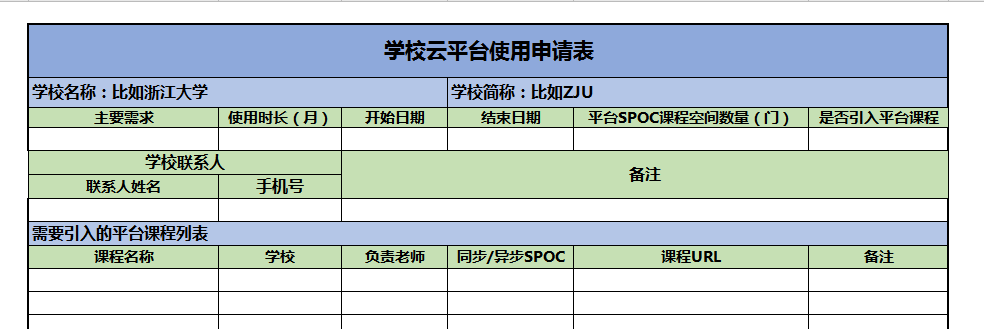 学校云平台使用申请表
学校名称：比如浙江大学 学校简称：比如ZJU
主要需求 使用时长（月） 开始日期 结束日期 平台SPOC课程空间数量（门） 是否引入平台课程
学校联系人 备注
联系人姓名 手机号
需要引入的平台课程列表
课程名称 学校 负责老师 同步/异步SPOC 课程URL 备注